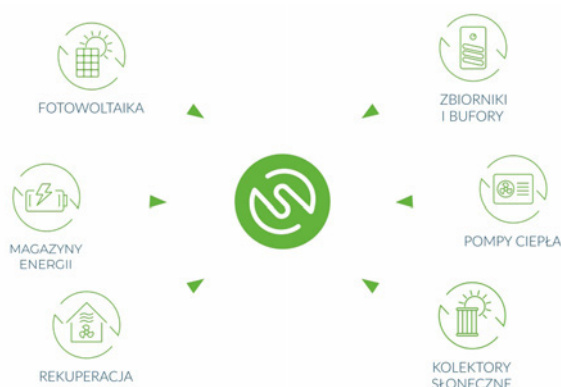 FOTOWOLTAIKA
ZBIORNIKI
I BUFORY
MAGAZYNY
ENERGII
POMPY CIEPŁA
REKUPERACJA
KOLEKTORY
SŁONECZNE